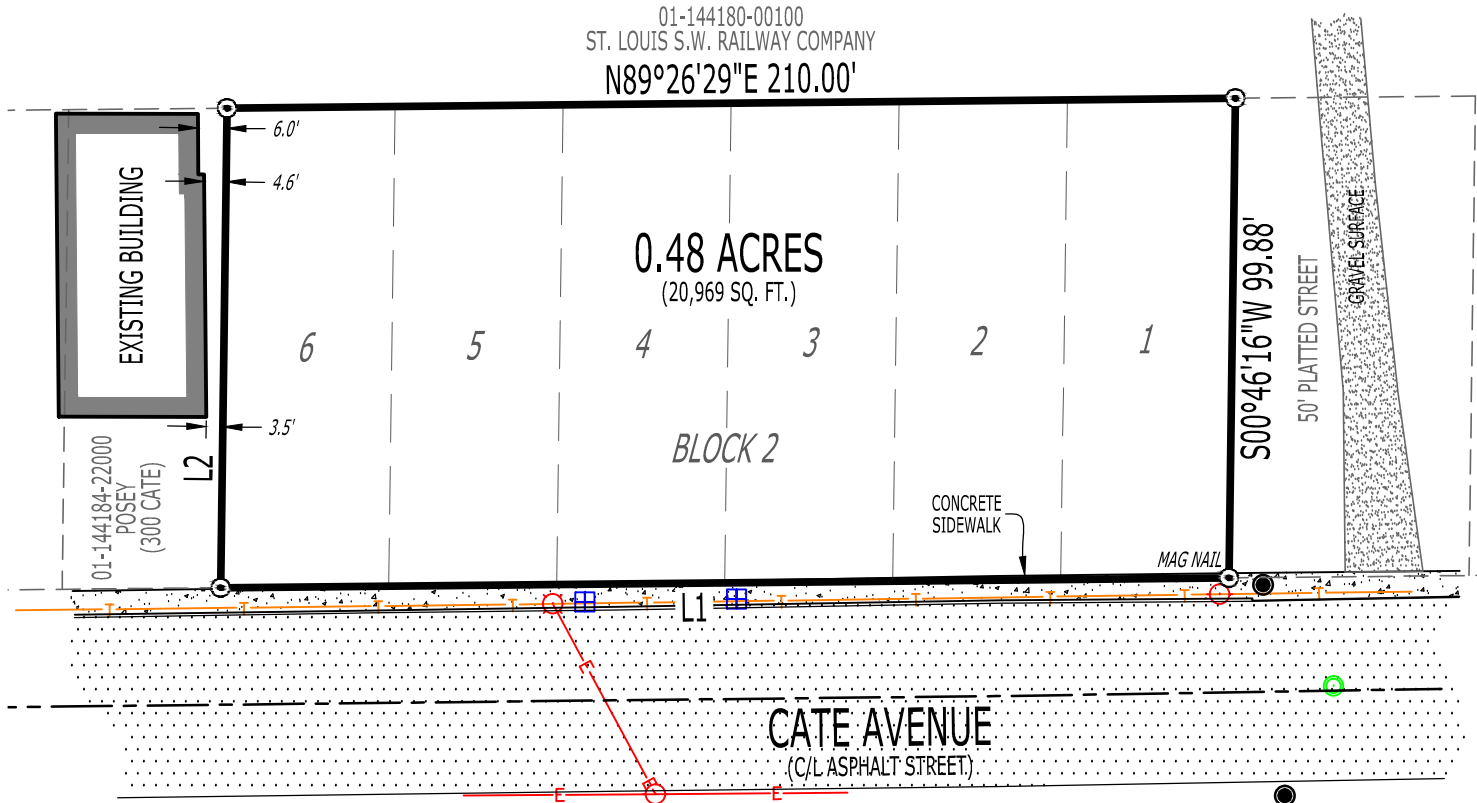 01-144180-00100
ST. LOUIS S.W. RAILWAY COMPANY
N89°26'29"E 210.00'
6.0'
4.6'
EXISTING BUILDING
0.48 ACRES
(20,969 SQ. FT.)
GRAVEL SURFACE
S00°46'16"W 99.88'
50' PLATTED STREET
6
5
4
3
2
1
3.5'
BLOCK 2
L2
01-144184-22000
POSEY
(300 CATE)
CONCRETE
SIDEWALK
MAG NAIL
T T T T T T T T T T
L1
E
CATE AVENUE
(C/L ASPHALT STREET)
E
E E